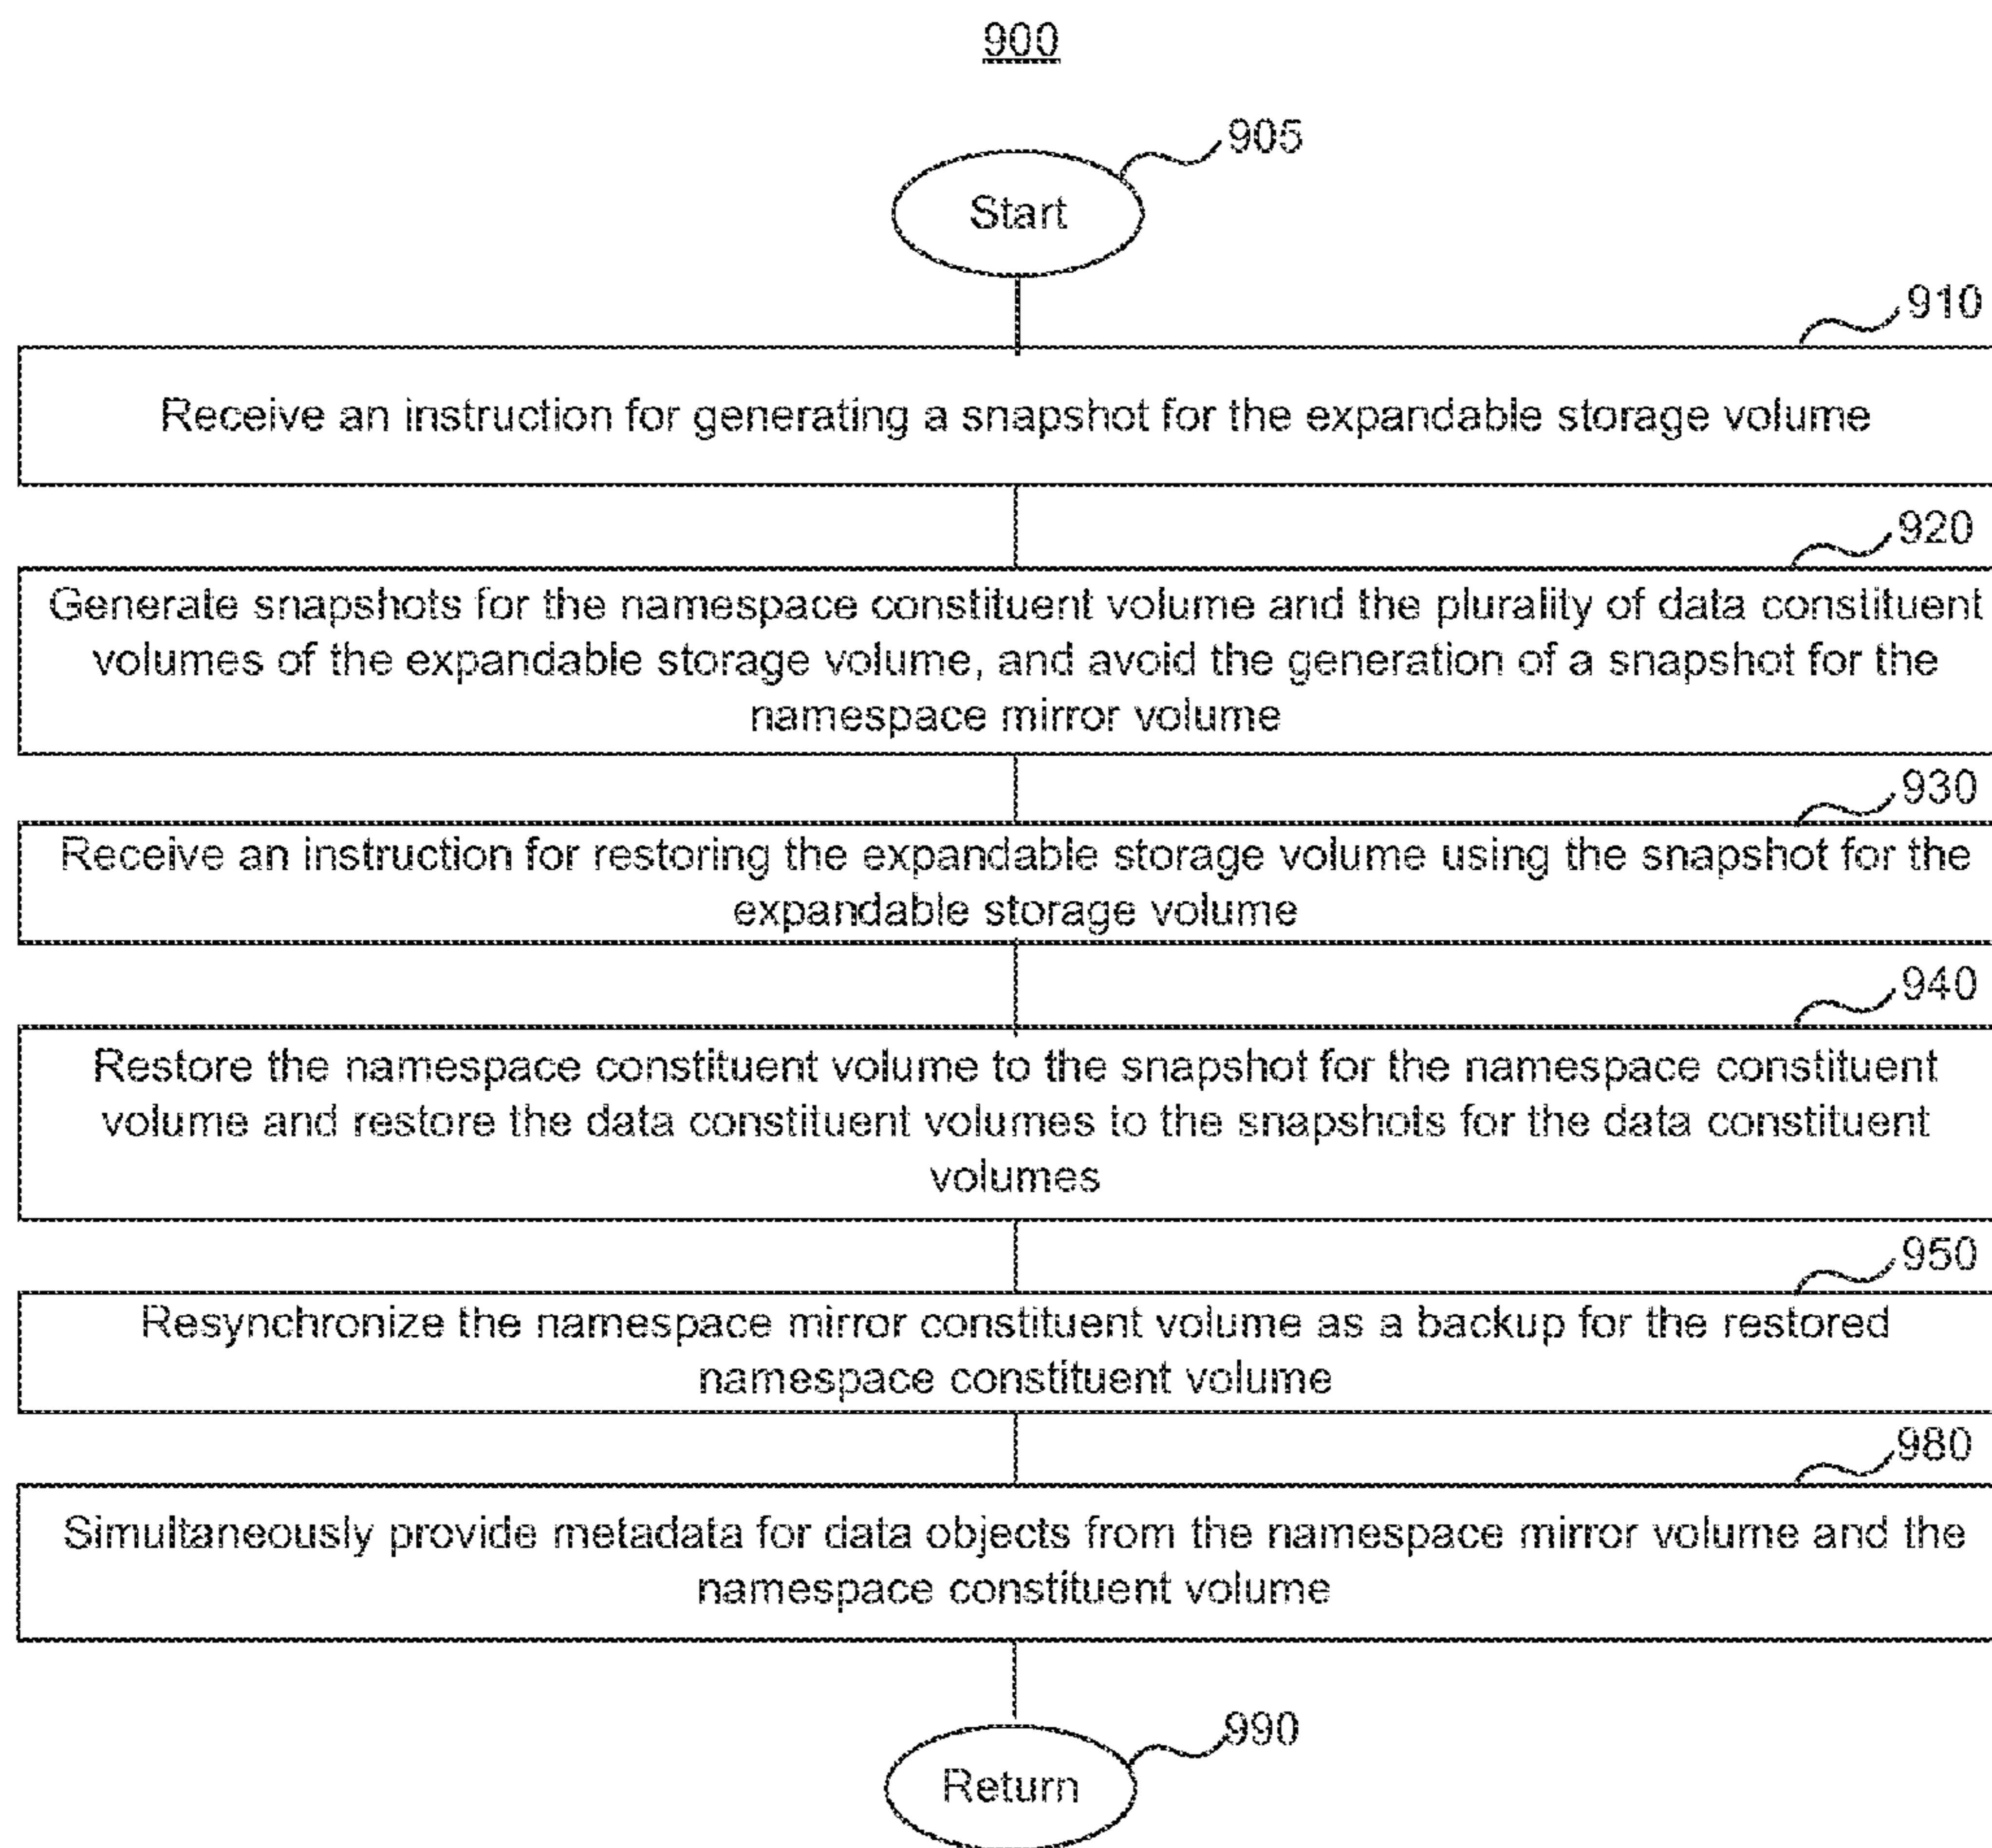 900
905
Start
910
Receive an instruction for generating a snapshot for the expandable storage volume
920
Generate snapshots for the namespace constituent volume and the plurality of data constituent
volumes of the expandable storage volume, and avoid the generation of a snapshot for the
namespace mirror volume
930
Receive an instruction for restoring the expandable storage volume using the snapshot for the
expandable storage volume
940
Restore the namespace constituent volume to the snapshot for the namespace constituent
volume and restore the data constituent volumes to the snapshots for the data constituent
volumes
950
Resynchronize the namespace mirror constituent volume as a backup for the restored
namespace constituent volume
980
Simultaneously provide metadata for data objects from the namespace mirror volume and the
namespace constituent volume
990
Return